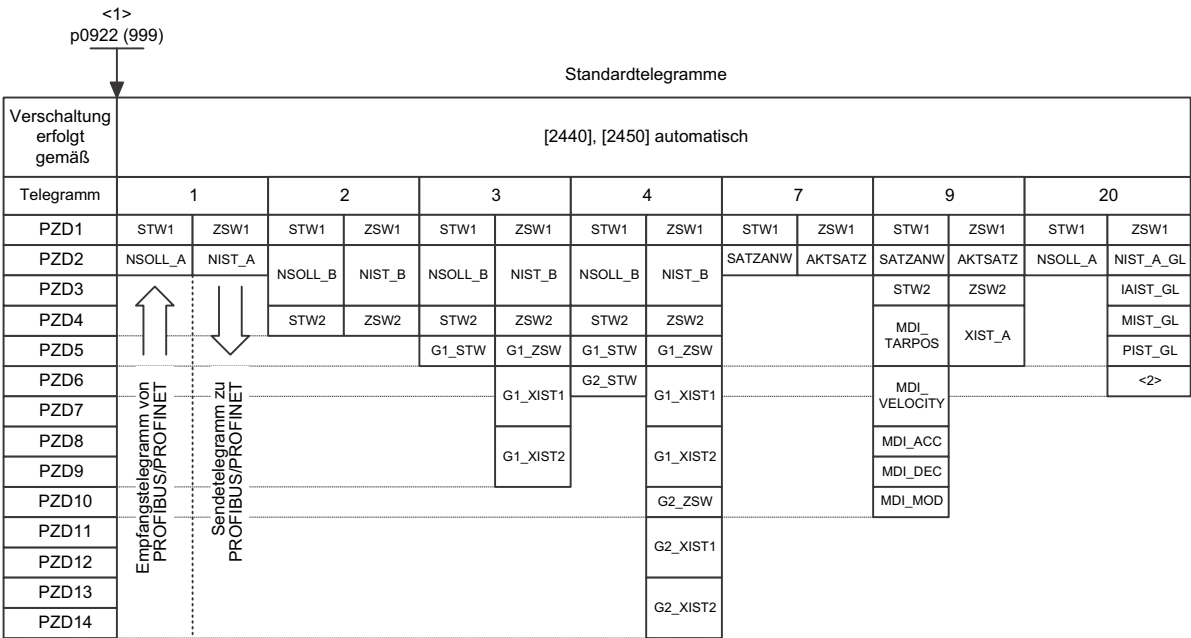 <1>
p0922 (999)
Standardtelegramme
Verschaltung
erfolgt
gemäß
[2440], [2450] automatisch
Telegramm 1 2 3 4 7 9 20
PZD1 STW1 ZSW1 STW1 ZSW1 STW1 ZSW1 STW1 ZSW1 STW1 ZSW1 STW1 ZSW1 STW1 ZSW1
PZD2 NSOLL_A NIST_A NSOLL_B NIST_B NSOLL_B NIST_B NSOLL_B NIST_B SATZANW AKTSATZ SATZANW AKTSATZ NSOLL_A NIST_A_GL
PZD3 STW2 ZSW2 IAIST_GL
PZD4 STW2 ZSW2 STW2 ZSW2 STW2 ZSW2 MDI_
TARPOS XIST_A MIST_GL
PZD5 G1_STW G1_ZSW G1_STW G1_ZSW PIST_GL
PZD6 G1_XIST1 G2_STW G1_XIST1 MDI_
VELOCITY <2>
PZD7
PZD8 G1_XIST2 G1_XIST2 MDI_ACC
PZD9 MDI_DEC
PZD10 G2_ZSW MDI_MOD
PZD11 G2_XIST1
PZD12
PZD13 G2_XIST2
PZD14
Empfangstelegramm von
PROFIBUS/PROFINET
Sendetelegramm zu
PROFIBUS/PROFINET